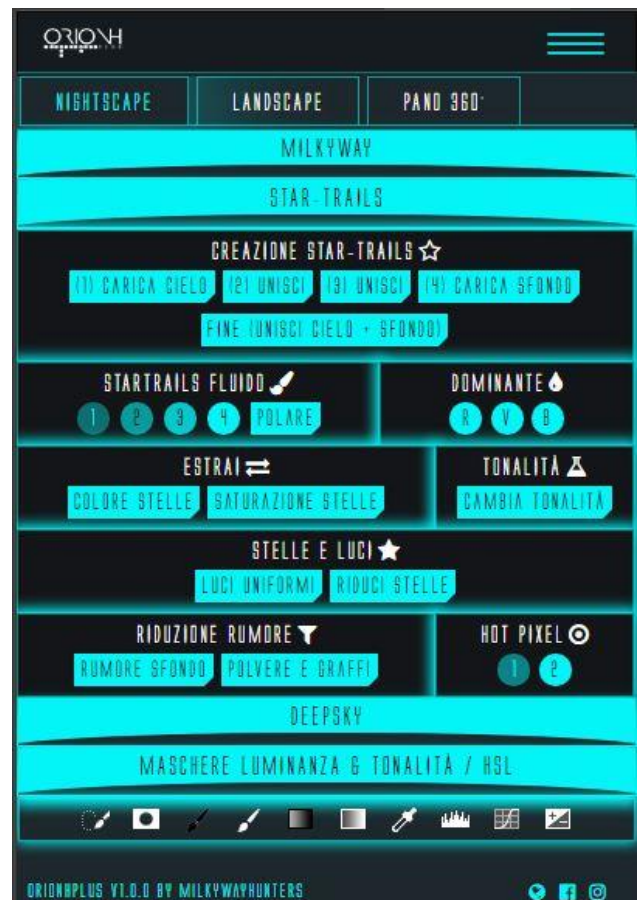 ORIONH
NIGHTSCAPE LANDSCAPE PANO 360°
MILKYWAY
STAR-TRAILS
CREAZIONE STAR-TRAILS
(1) CARICA CIELO (2) UNISCI (3) UNISCI (4) CARICA SFONDO
FINE (UNISCI CIELO + SFONDO)
STARTRAILS FLUIDO DOMINANTE
1 2 3 4 POLARE R V B
ESTRAI TONALITÀ
COLORE STELLE SATURAZIONE STELLE CAMBIA TONALITÀ
STELLE E LUCI
LUCI UNIFORMI RIDUCI STELLE
RIDUZIONE RUMORE HOT PIXEL
RUMORE SFONDO POLVERE E GRAFFI 1 2
DEEPSKY
MASCHERE LUMINANZA & TONALITÀ / HSL
ORIONHPLUS V1.0.0 BY MILKYWAYHUNTERS